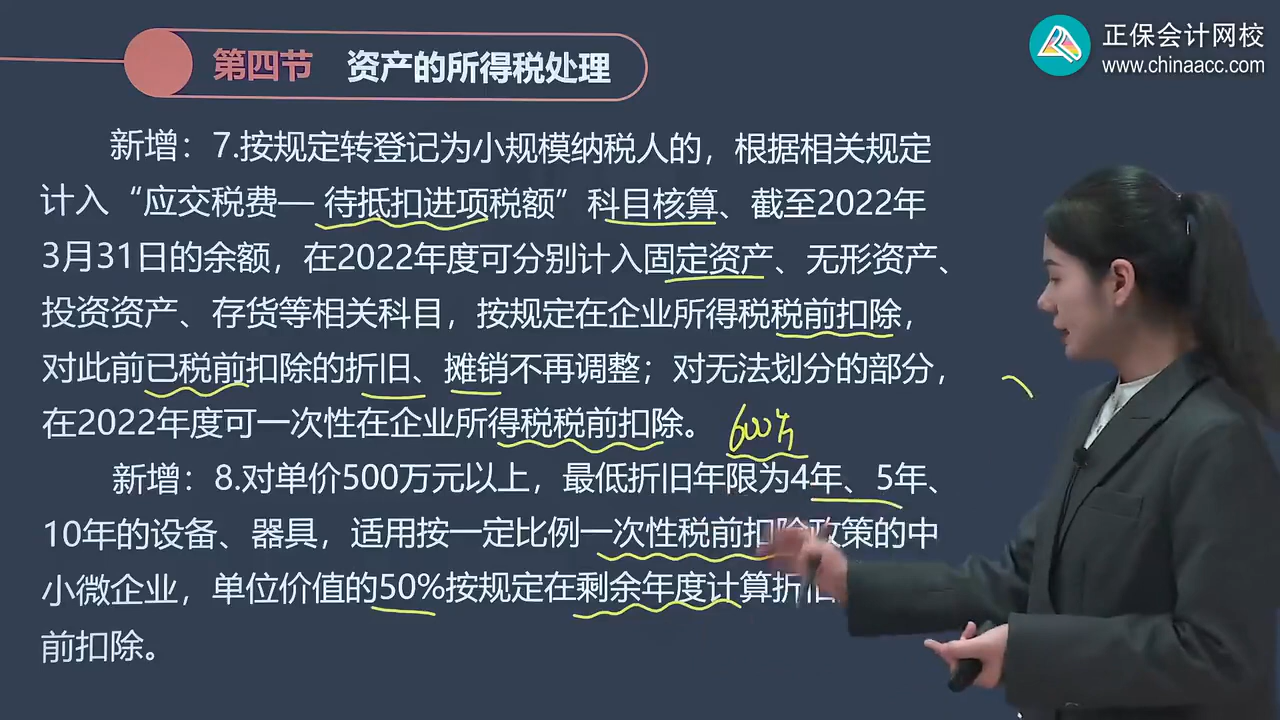 第四节 资产的所得税处理
正保会计网校
www.chinaacc.com
新增：7.按规定转登记为小规模纳税人的，根据相关规定
计入“应交税费— 待抵扣进项税额”科目核算、截至2022年
3月31日的余额，在2022年度可分别计入固定资产、无形资产、
投资资产、存货等相关科目，按规定在企业所得税税前扣除，
对此前已税前扣除的折旧、摊销不再调整；对无法划分的部分，
在2022年度可一次性在企业所得税税前扣除。
600万
新增：8.对单价500万元以上，最低折旧年限为4年、5年、
10年的设备、器具，适用按一定比例一次性税前扣除政策的中
小微企业，单位价值的50%按规定在剩余年度计算折旧
前扣除。